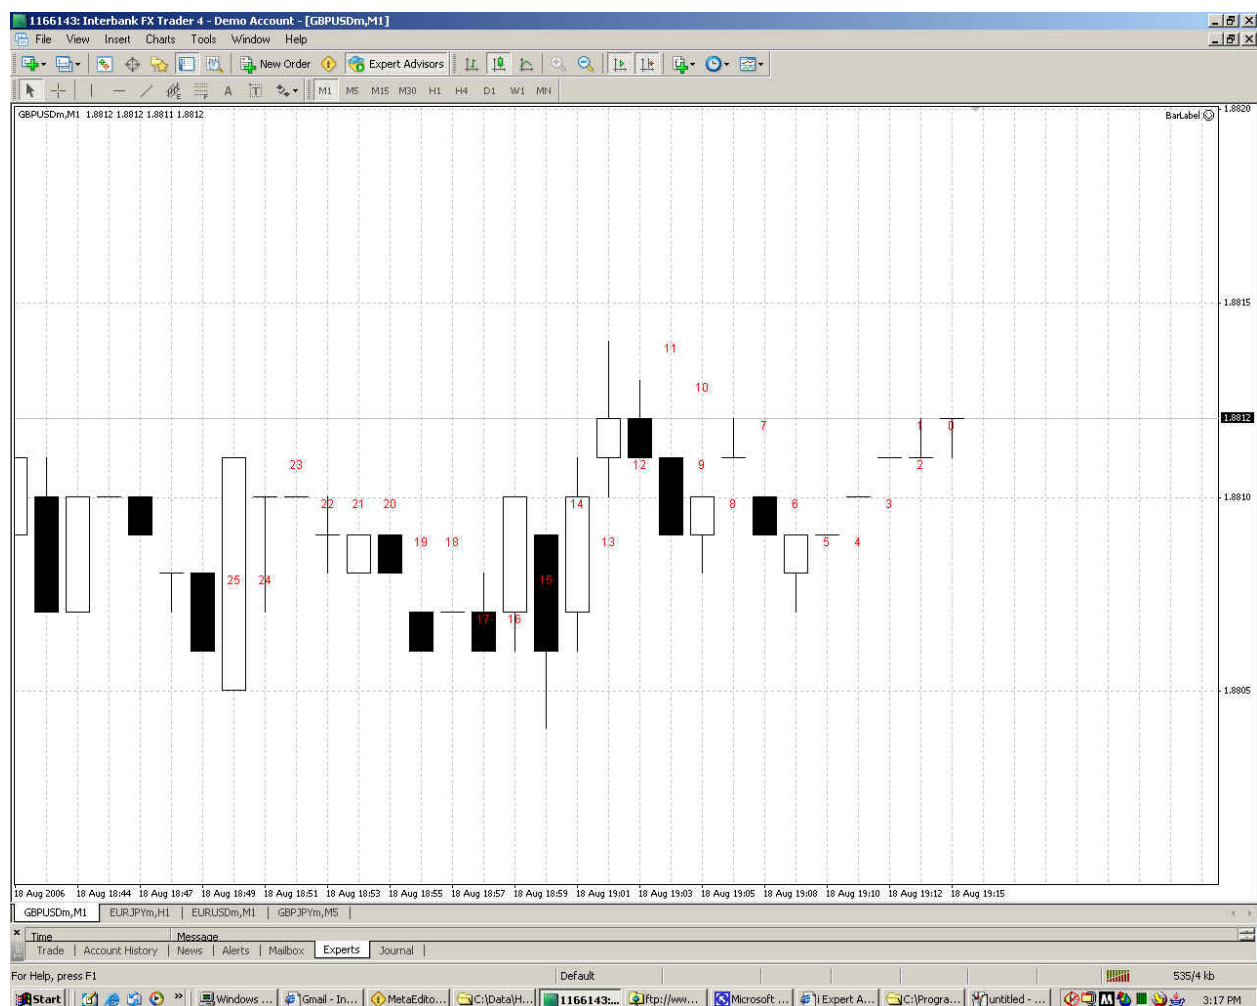 1166143: Interbank FX Trader 4 - Demo Account - [GBPUSDm,M1]
File View Insert Charts Tools Window Help
New Order Expert Advisors
A T M1 M5 M15 M30 H1 H4 D1 W1 MN
GBPUSDm,M1 1.8812 1.8812 1.8811 1.8812
BarLabel
1.8820
1.8815
11
10
1.8812
7 1 0
23 12 9 2
22 21 20 14 8 6 3
1.8810
19 18 13 5 4
25 24 15
17 16
1.8805
18 Aug 2006 18 Aug 18:44 18 Aug 18:47 18 Aug 18:49 18 Aug 18:51 18 Aug 18:53 18 Aug 18:55 18 Aug 18:57 18 Aug 18:59 18 Aug 19:01 18 Aug 19:03 18 Aug 19:05 18 Aug 19:08 18 Aug 19:10 18 Aug 19:12 18 Aug 19:15
GBPUSDm,M1 EURJPYm,H1 | EURUSDm,M1 | GBPJPYm,M5 |
Time Message
Trade | Account History | News | Alerts | Mailbox Experts Journal |
For Help, press F1 Default 535/4 kb
Start » Windows ... Gmail - In... MetaEdito... C:\Data\H... 1166143:... ftp://ww... Microsoft ... i Expert A... C:\Progra... untitled - ... 3:17 PM